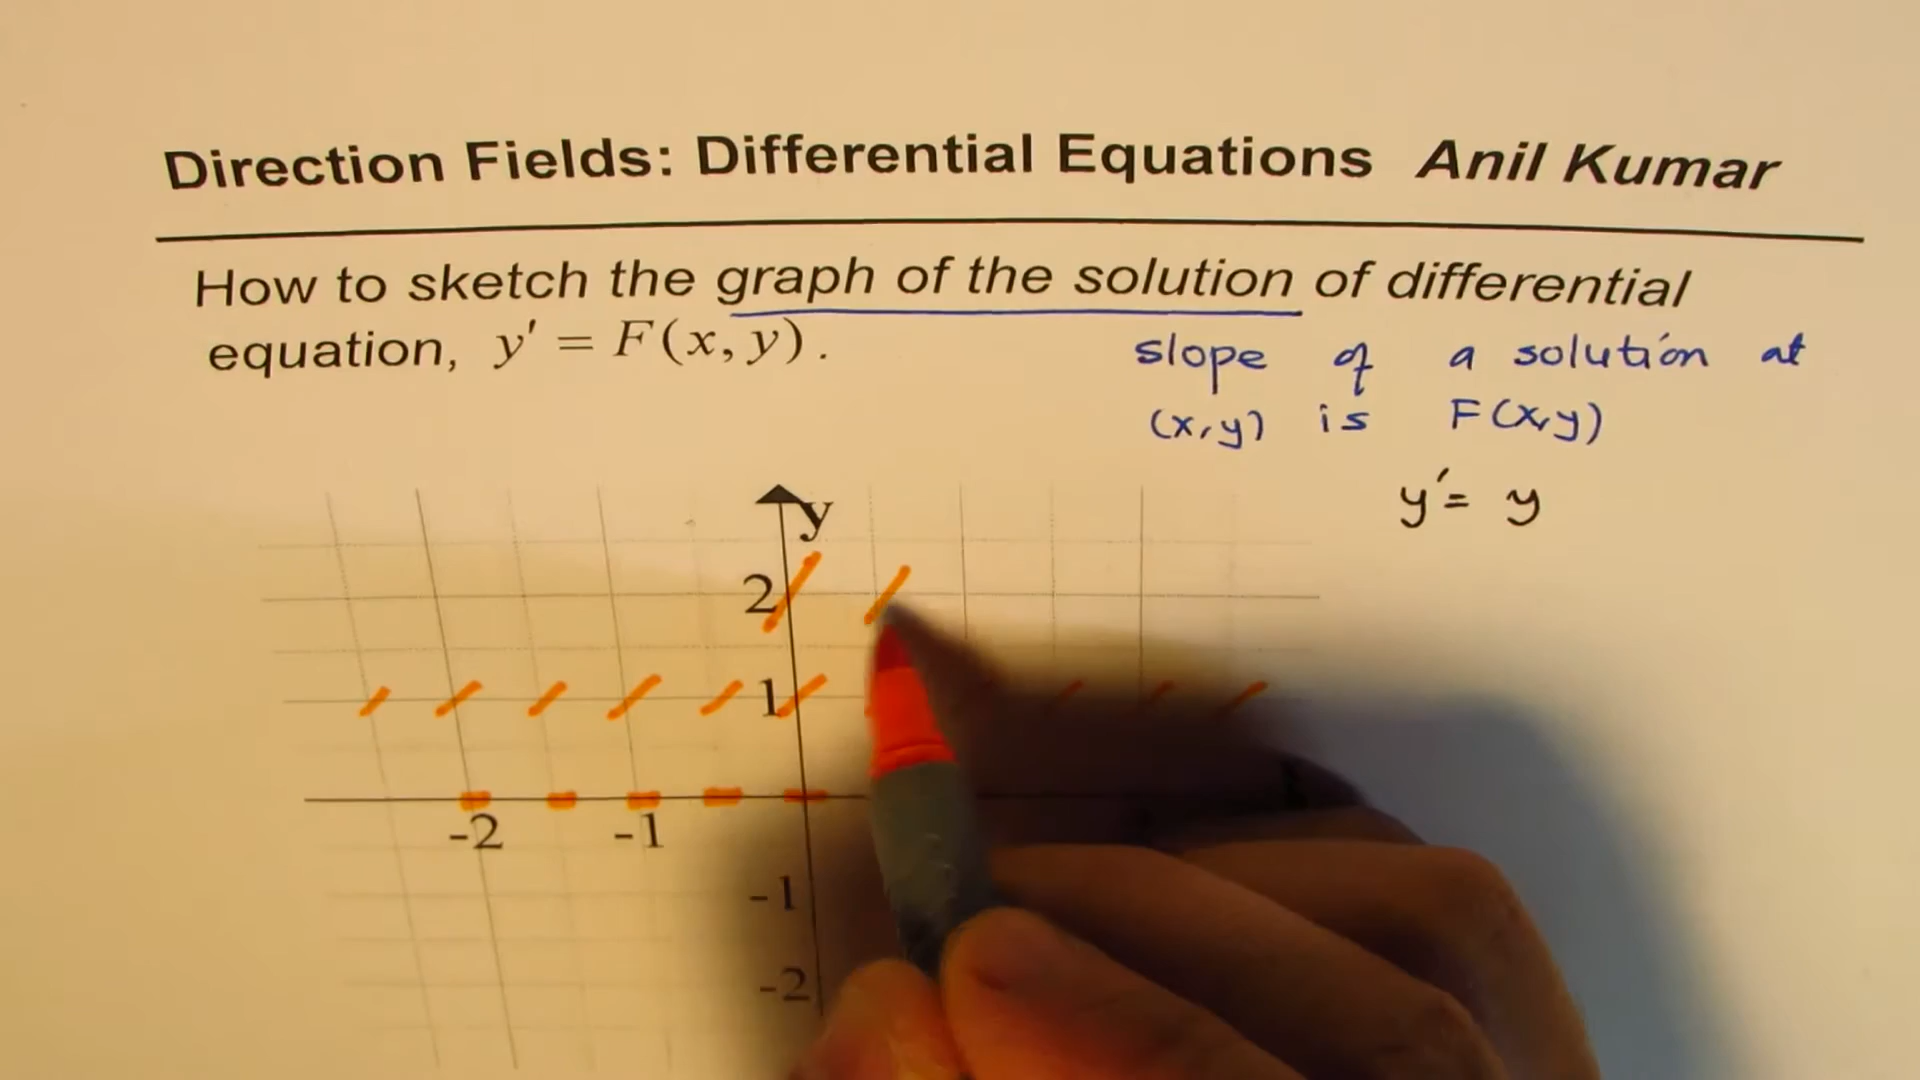 Direction Fields: Differential Equations Anil Kumar
How to sketch the graph of the solution of differential
equation, y' = F(x, y).
slope of a solution at
(x,y) is F(x,y)
y'= y
y
2
1
-2 -1
-1
-2